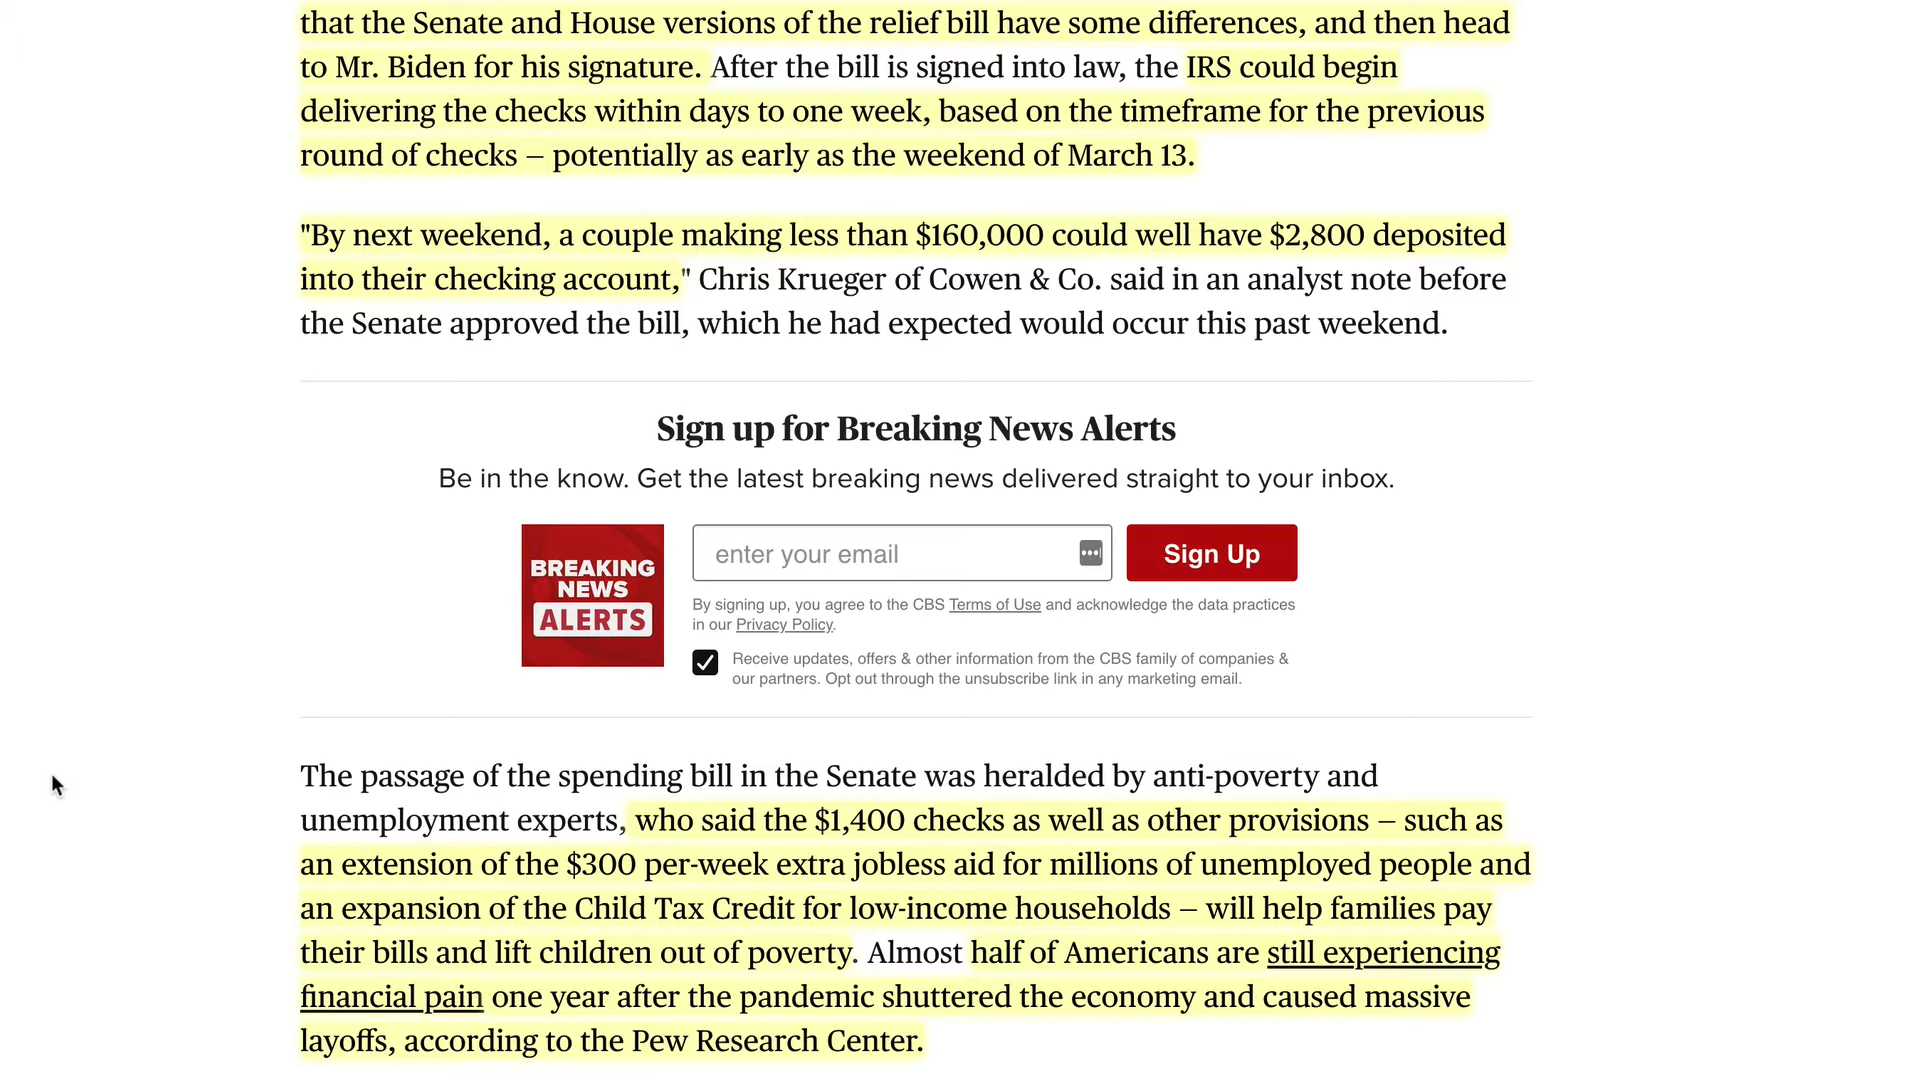 that the Senate and House versions of the relief bill have some differences, and then head
to Mr. Biden for his signature. After the bill is signed into law, the IRS could begin
delivering the checks within days to one week, based on the timeframe for the previous
round of checks — potentially as early as the weekend of March 13.
"By next weekend, a couple making less than $160,000 could well have $2,800 deposited
into their checking account," Chris Krueger of Cowen & Co. said in an analyst note before
the Senate approved the bill, which he had expected would occur this past weekend.
Sign up for Breaking News Alerts
Be in the know. Get the latest breaking news delivered straight to your inbox.
BREAKING
NEWS
ALERTS
enter your email
Sign Up
By signing up, you agree to the CBS Terms of Use and acknowledge the data practices
in our Privacy Policy.
Receive updates, offers & other information from the CBS family of companies &
our partners. Opt out through the unsubscribe link in any marketing email.
The passage of the spending bill in the Senate was heralded by anti-poverty and
unemployment experts, who said the $1,400 checks as well as other provisions — such as
an extension of the $300 per-week extra jobless aid for millions of unemployed people and
an expansion of the Child Tax Credit for low-income households — will help families pay
their bills and lift children out of poverty. Almost half of Americans are still experiencing
financial pain one year after the pandemic shuttered the economy and caused massive
layoffs, according to the Pew Research Center.